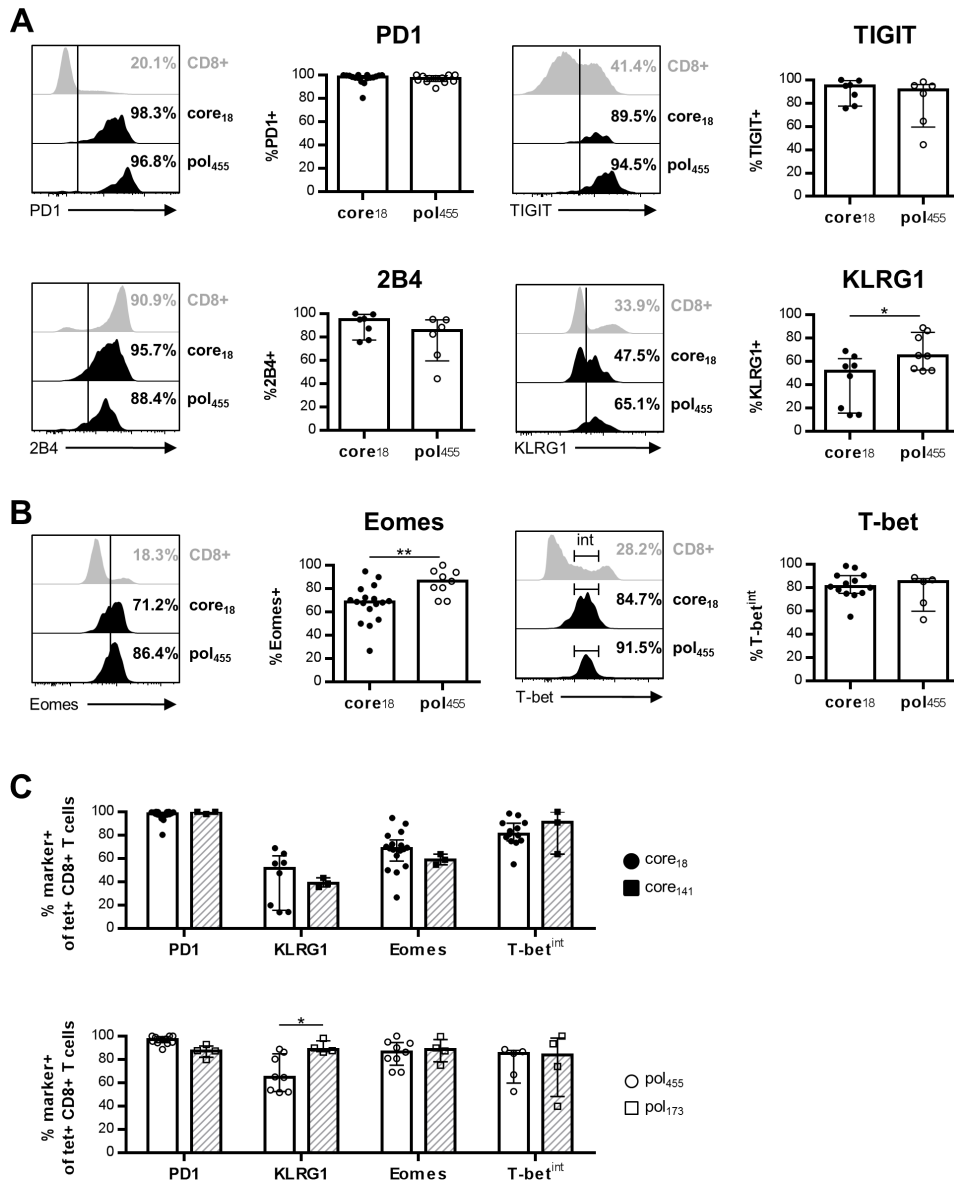 A
PD1
TIGIT
20.1% CD8+
98.3% core18
96.8% pol455
PD1
%PD1+
100
80
60
40
20
0
core18 pol455
41.4% CD8+
89.5% core18
94.5% pol455
TIGIT
%TIGIT+
100
80
60
40
20
0
core18 pol455
2B4
KLRG1
90.9% CD8+
95.7% core18
88.4% pol455
2B4
%2B4+
100
80
60
40
20
0
core18 pol455
33.9% CD8+
47.5% core18
65.1% pol455
KLRG1
%KLRG1+
100
80
60
40
20
0
*
core18 pol455
B
Eomes
T-bet
18.3% CD8+
71.2% core18
86.4% pol455
Eomes
%Eomes+
100
80
60
40
20
0
**
core18 pol455
int
28.2% CD8+
84.7% core18
91.5% pol455
T-bet
%T-betint
100
80
60
40
20
0
core18 pol455
C
% marker+
of tet+ CD8+ T cells
100
80
60
40
20
0
PD1 KLRG1 Eomes T-betint
core18
core141
% marker+
of tet+ CD8+ T cells
100
80
60
40
20
0
*
PD1 KLRG1 Eomes T-betint
pol455
pol173